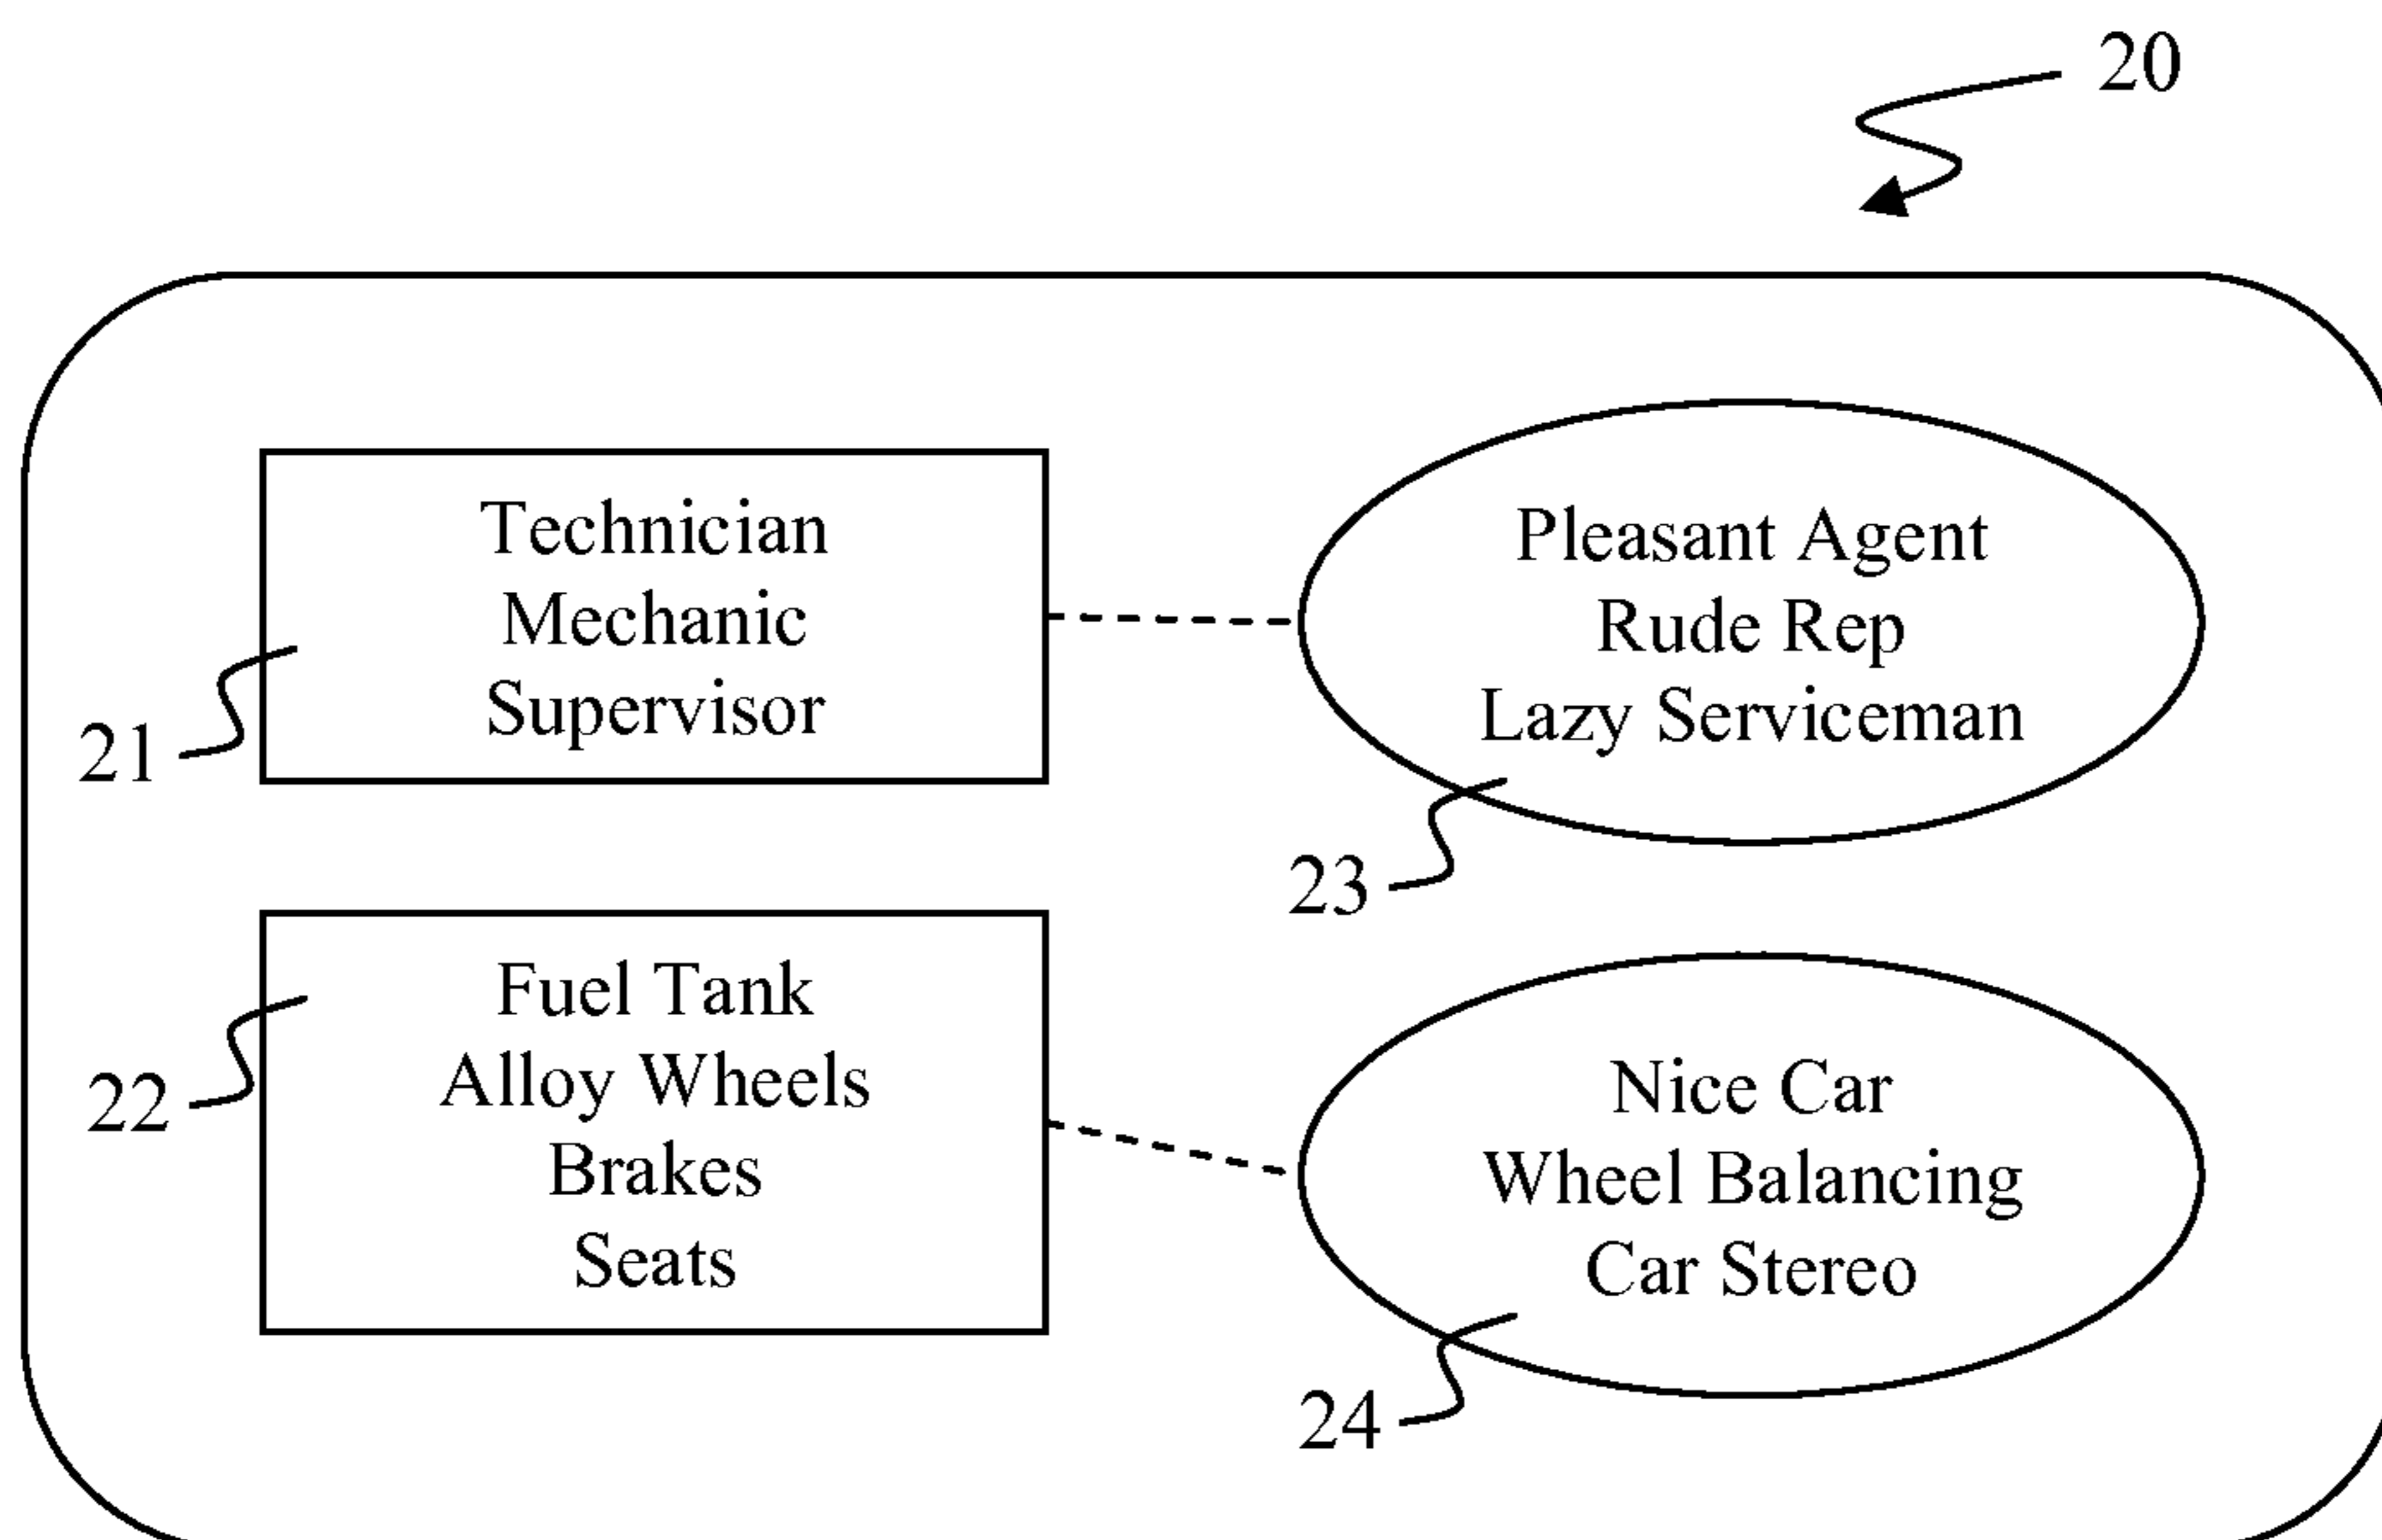 20
Technician
Mechanic
Supervisor
21
Pleasant Agent
Rude Rep
Lazy Serviceman
23
Fuel Tank
Alloy Wheels
Brakes
Seats
22
Nice Car
Wheel Balancing
Car Stereo
24